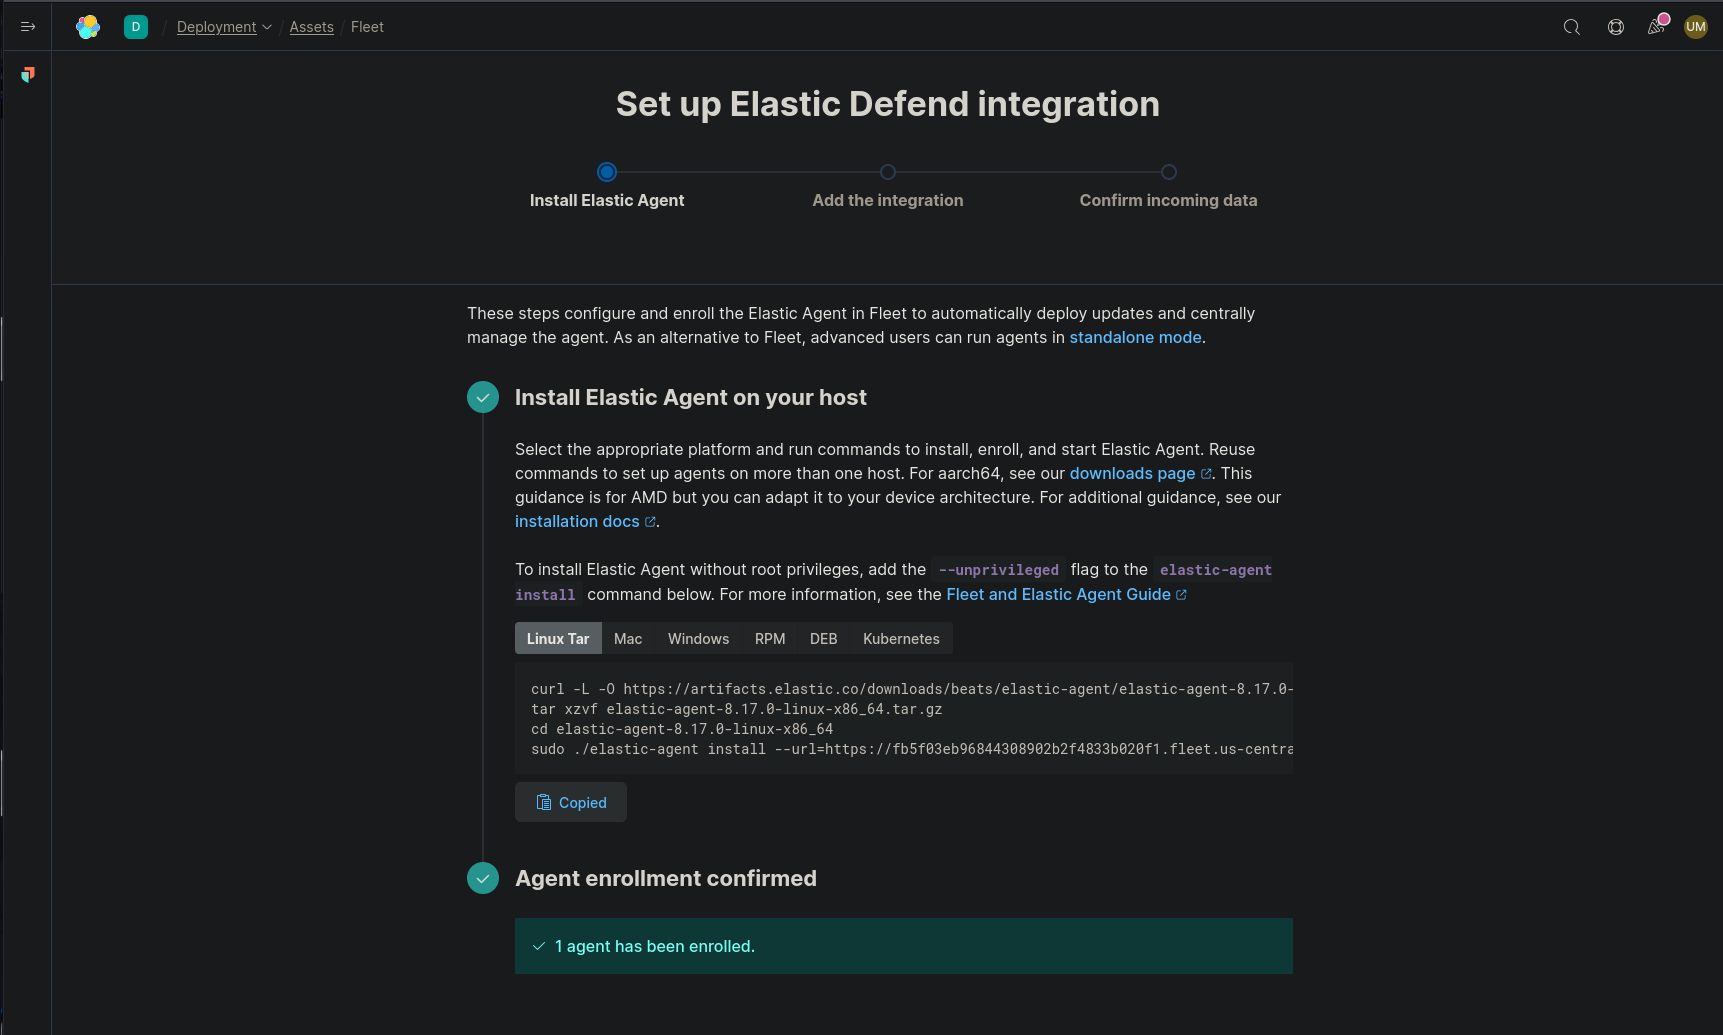 D / Deployment / Assets / Fleet
UM
Set up Elastic Defend integration
Install Elastic Agent
Add the integration
Confirm incoming data
These steps configure and enroll the Elastic Agent in Fleet to automatically deploy updates and centrally
manage the agent. As an alternative to Fleet, advanced users can run agents in standalone mode.
Install Elastic Agent on your host
Select the appropriate platform and run commands to install, enroll, and start Elastic Agent. Reuse
commands to set up agents on more than one host. For aarch64, see our downloads page. This
guidance is for AMD but you can adapt it to your device architecture. For additional guidance, see our
installation docs.
To install Elastic Agent without root privileges, add the --unprivileged flag to the elastic-agent
install command below. For more information, see the Fleet and Elastic Agent Guide
Linux Tar Mac Windows RPM DEB Kubernetes
curl -L -O https://artifacts.elastic.co/downloads/beats/elastic-agent/elastic-agent-8.17.0-
tar xzvf elastic-agent-8.17.0-linux-x86_64.tar.gz
cd elastic-agent-8.17.0-linux-x86_64
sudo ./elastic-agent install --url=https://fb5f03eb96844308902b2f4833b020f1.fleet.us-centra
Copied
Agent enrollment confirmed
1 agent has been enrolled.